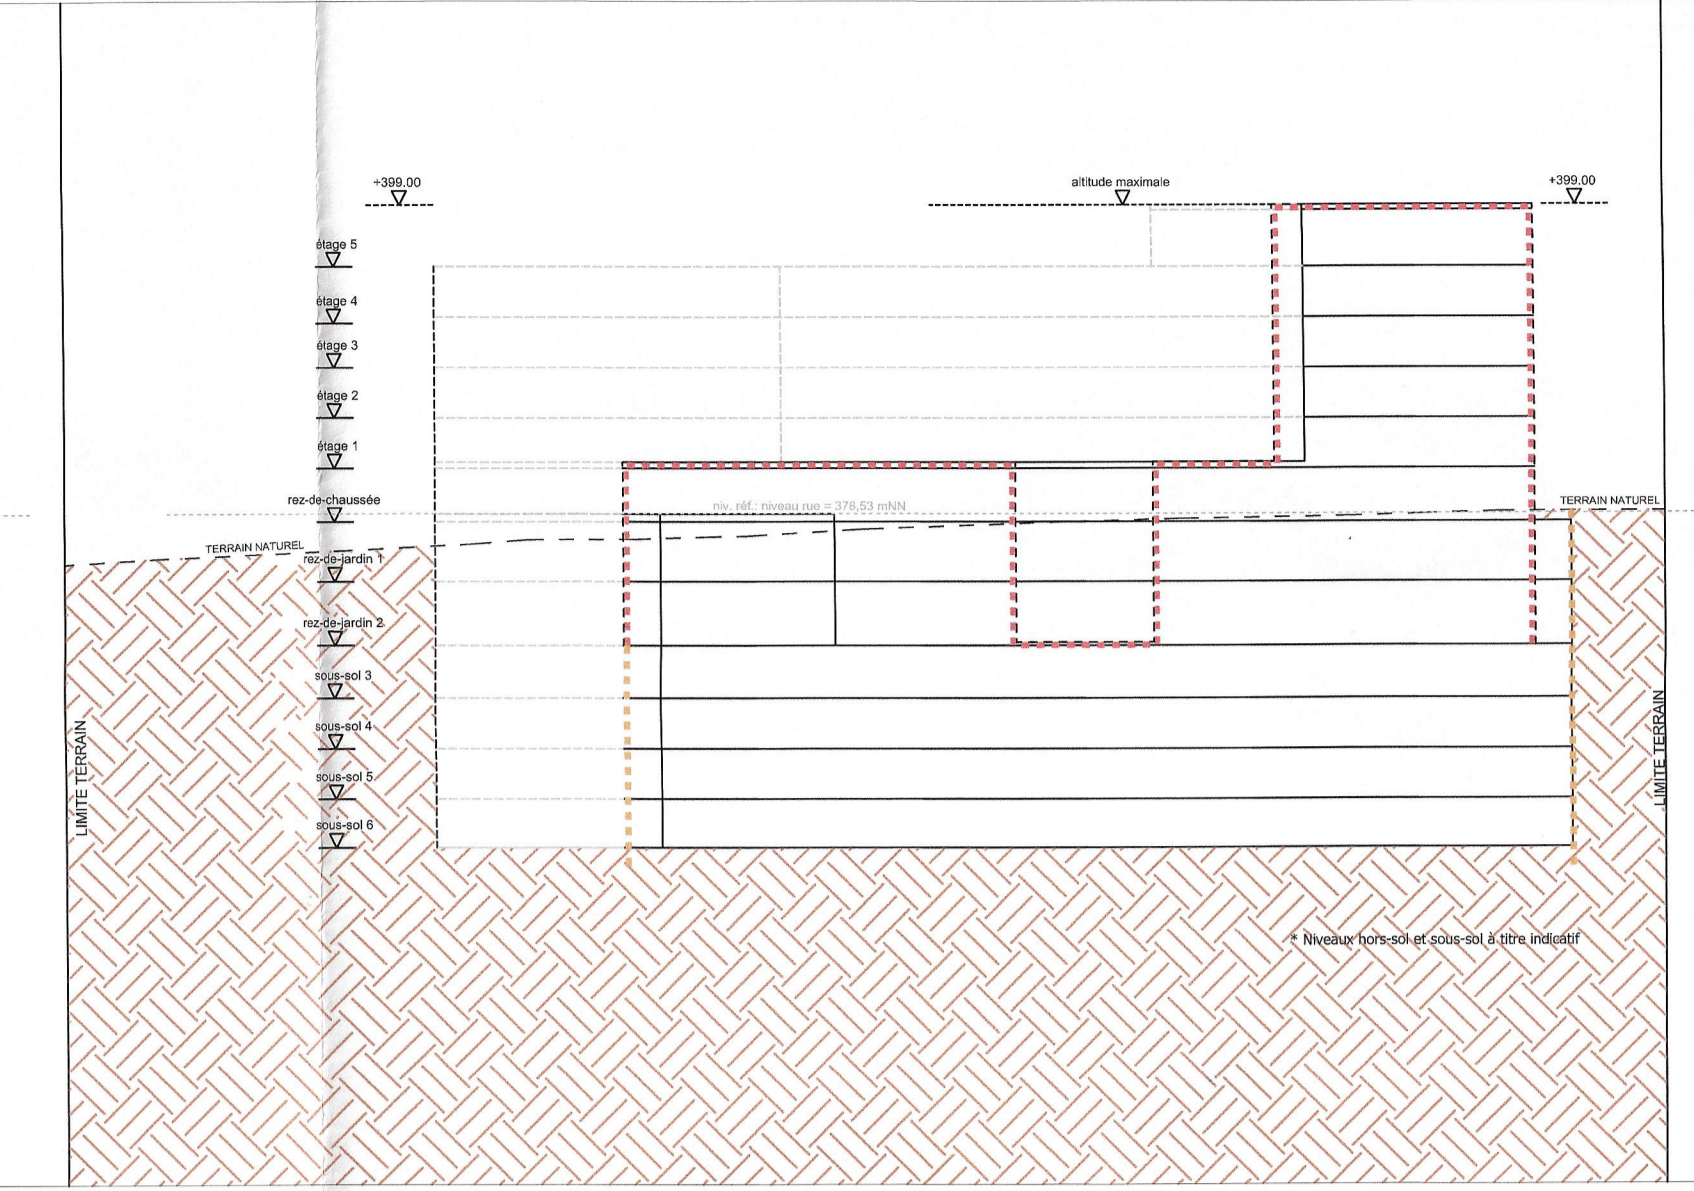 +399.00
altitude maximale
+399.00
étage 5
étage 4
étage 3
étage 2
étage 1
rez-de-chaussée
niv. réf.: niveau rue = 378,53 mNN
TERRAIN NATUREL
TERRAIN NATUREL
rez-de-jardin 1
rez-de-jardin 2
sous-sol 3
sous-sol 4
sous-sol 5
sous-sol 6
LIMITE TERRAIN
LIMITE TERRAIN
* Niveaux hors-sol et sous-sol à titre indicatif